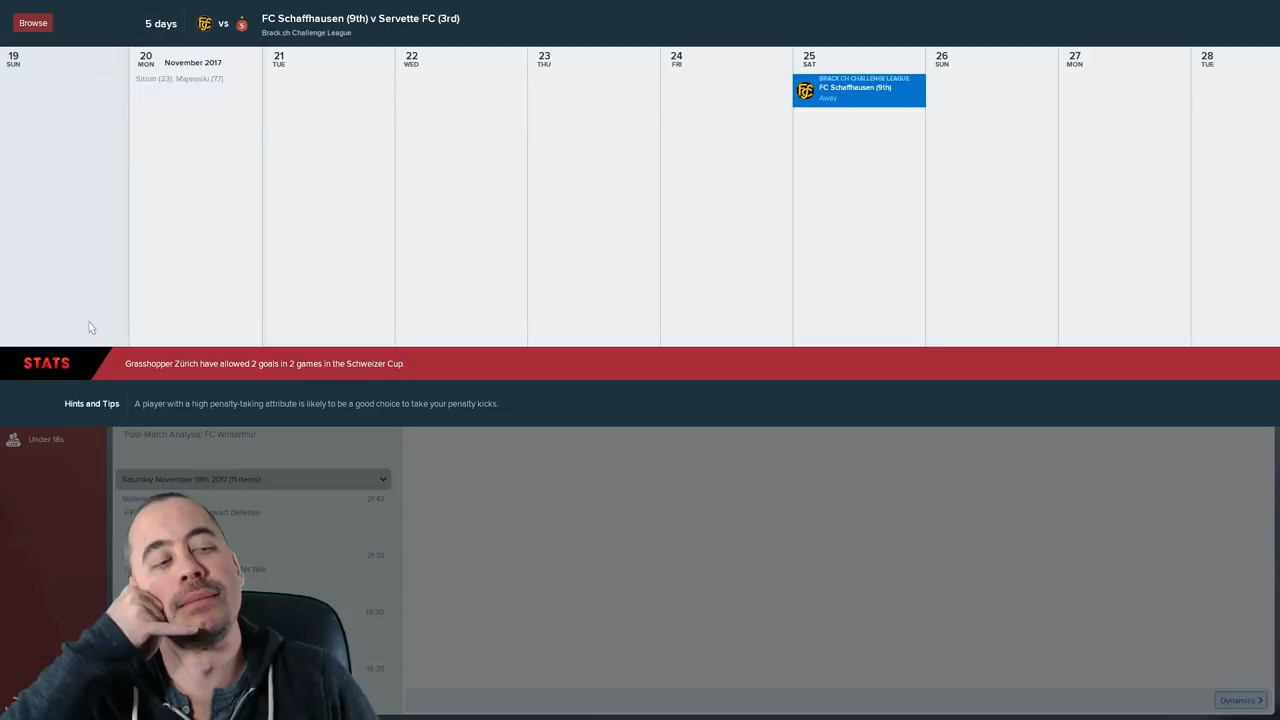 Browse
5 days
vs
FC Schaffhausen (9th) v Servette FC (3rd)
Brack.ch Challenge League
19
SUN
20
MON
November 2017
Situm (23), Majewski (77)
21
TUE
22
WED
23
THU
24
FRI
25
SAT
BRACK.CH CHALLENGE LEAGUE
FC Schaffhausen (9th)
Away
26
SUN
27
MON
28
TUE
STATS
Grasshopper Zürich have allowed 2 goals in 2 games in the Schweizer Cup.
Hints and Tips
A player with a high penalty-taking attribute is likely to be a good choice to take your penalty kicks.
Under 18s
Post-Match Analysis: FC Winterthur
Saturday November 18th 2017 (11 items)
21:43
defense
21:33
talk
19:30
19:25
Dynamics